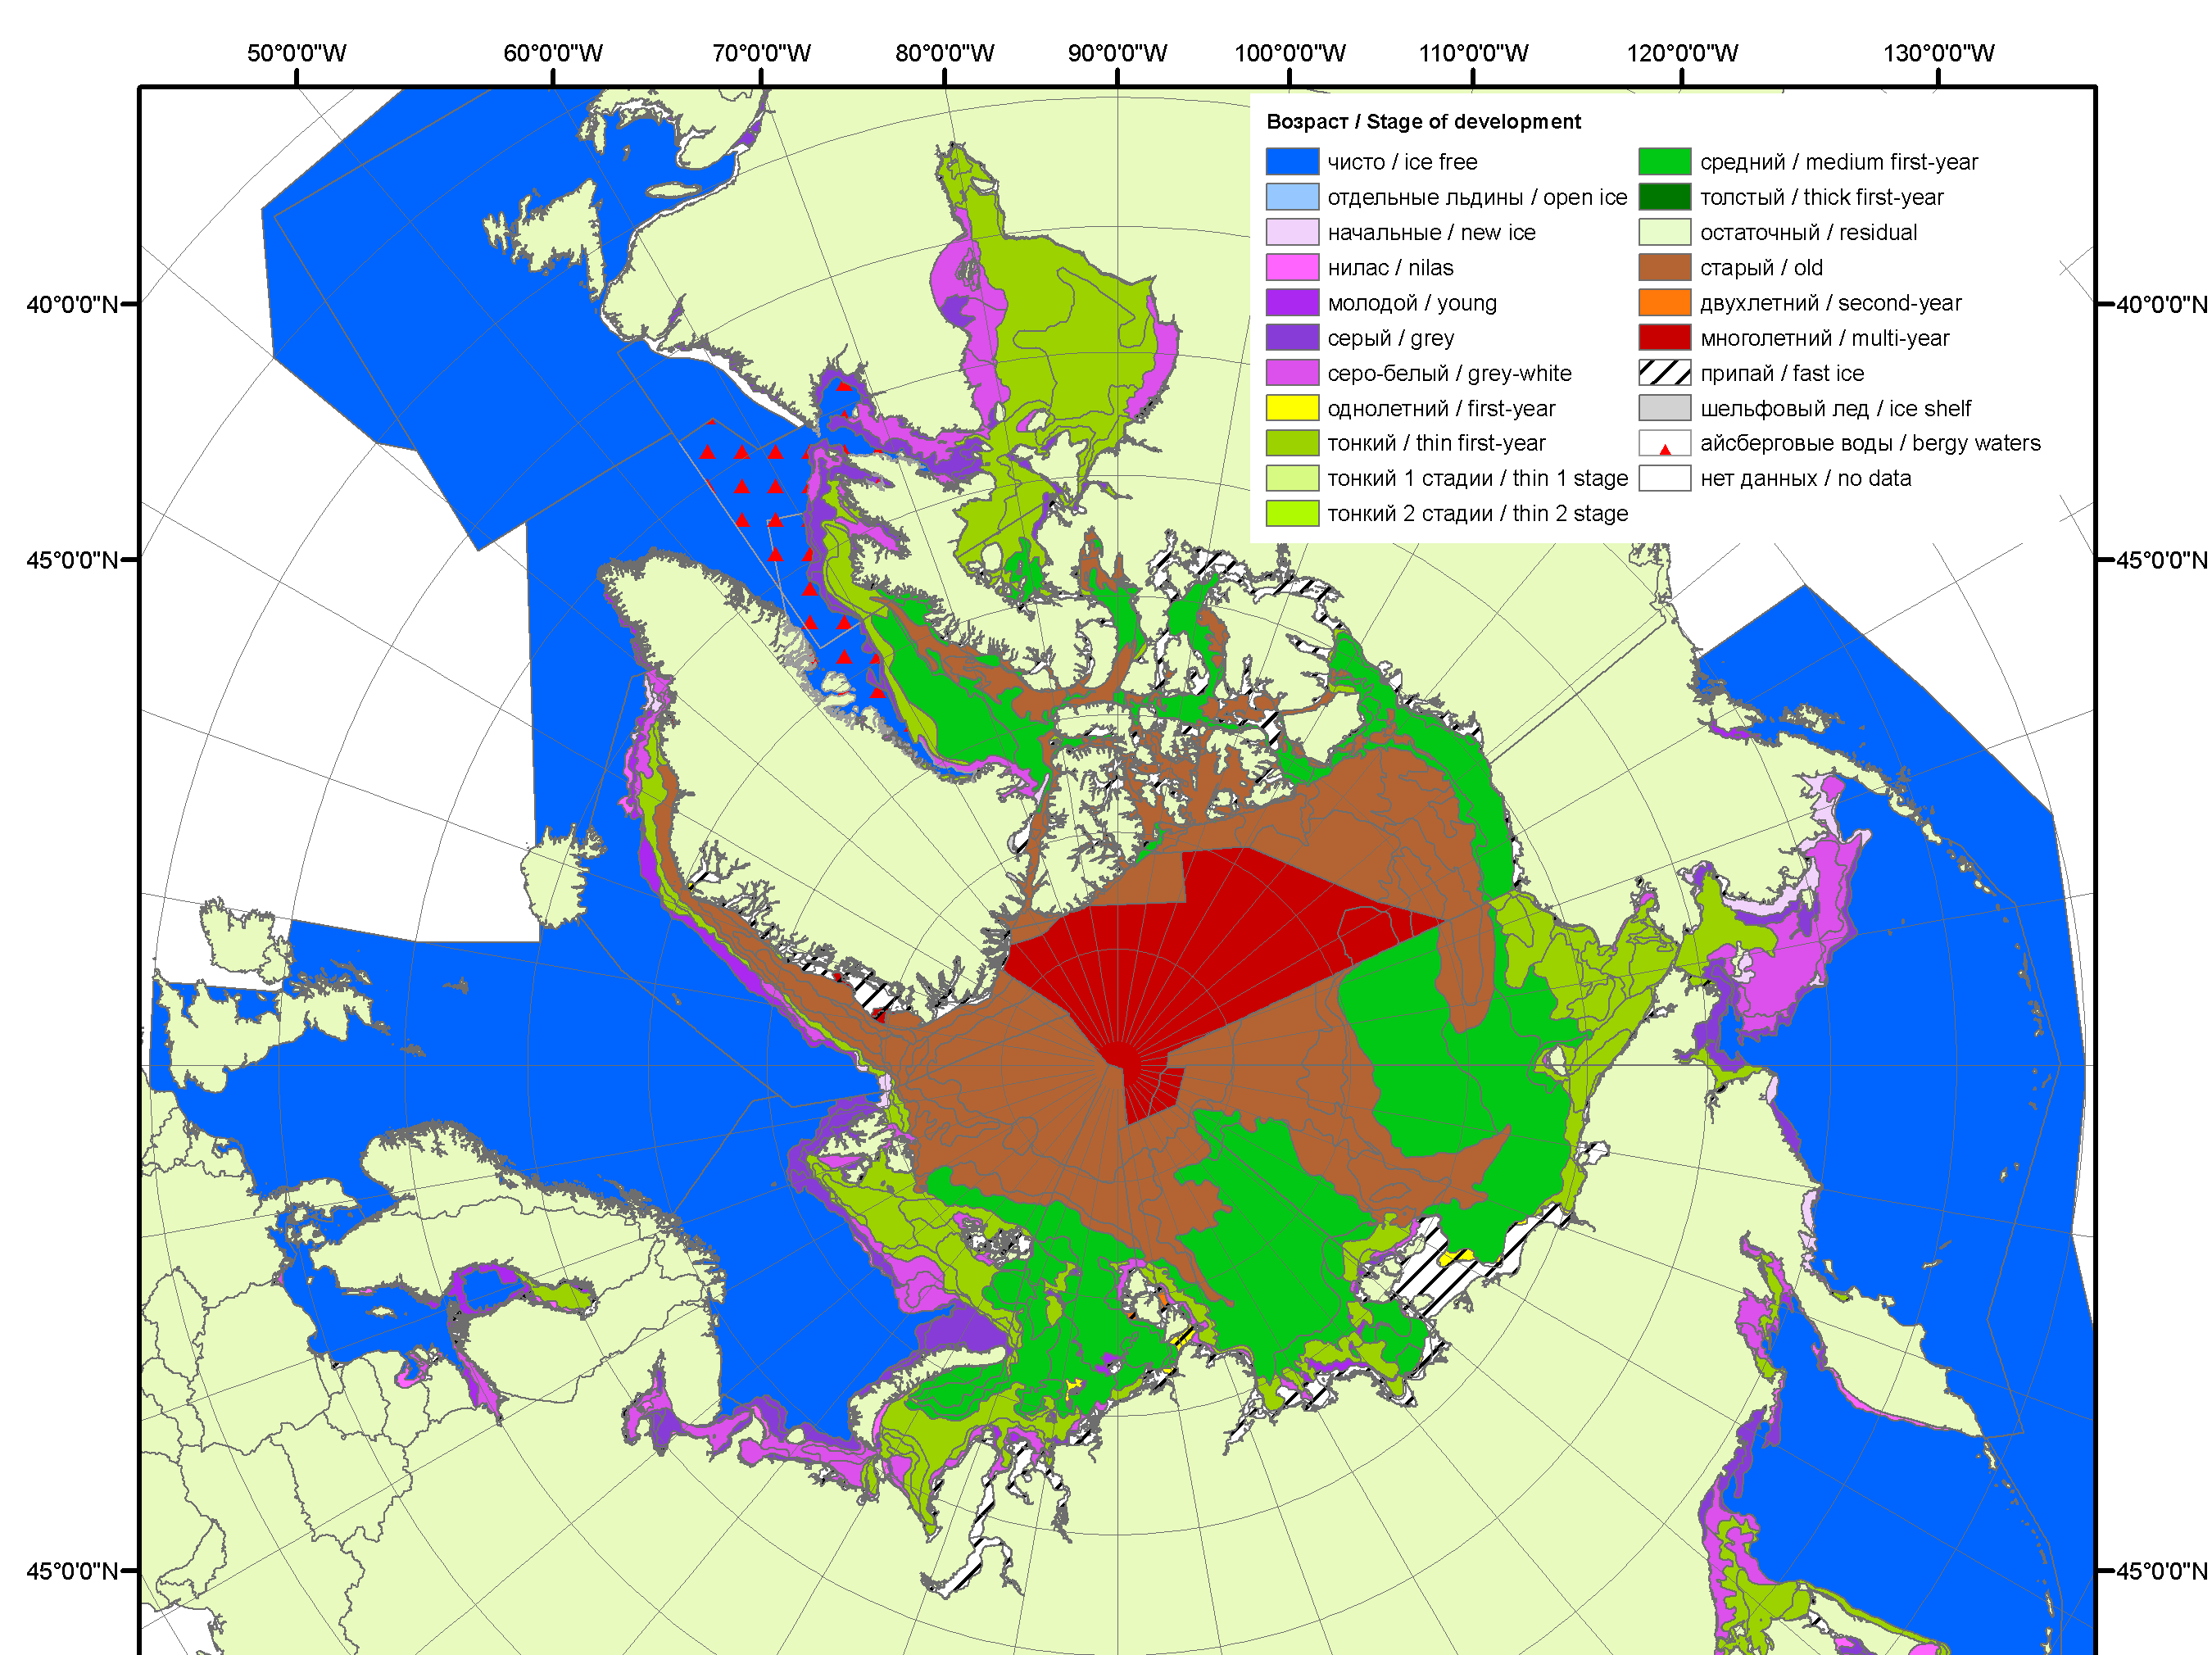 50°0'0"W 60°0'0"W 70°0'0"W 80°0'0"W 90°0'0"W 100°0'0"W 110°0'0"W 120°0'0"W 130°0'0"W
Возраст / Stage of development
чисто / ice free
отдельные льдины / open ice
начальные / new ice
нилас / nilas
молодой / young
серый / grey
серо-белый / grey-white
однолетний / first-year
тонкий / thin first-year
тонкий 1 стадии / thin 1 stage
тонкий 2 стадии / thin 2 stage
средний / medium first-year
толстый / thick first-year
остаточный / residual
старый / old
двухлетний / second-year
многолетний / multi-year
припай / fast ice
шельфовый лед / ice shelf
айсберговые воды / bergy waters
нет данных / no data
40°0'0"N 40°0'0"N
45°0'0"N 45°0'0"N
45°0'0"N 45°0'0"N